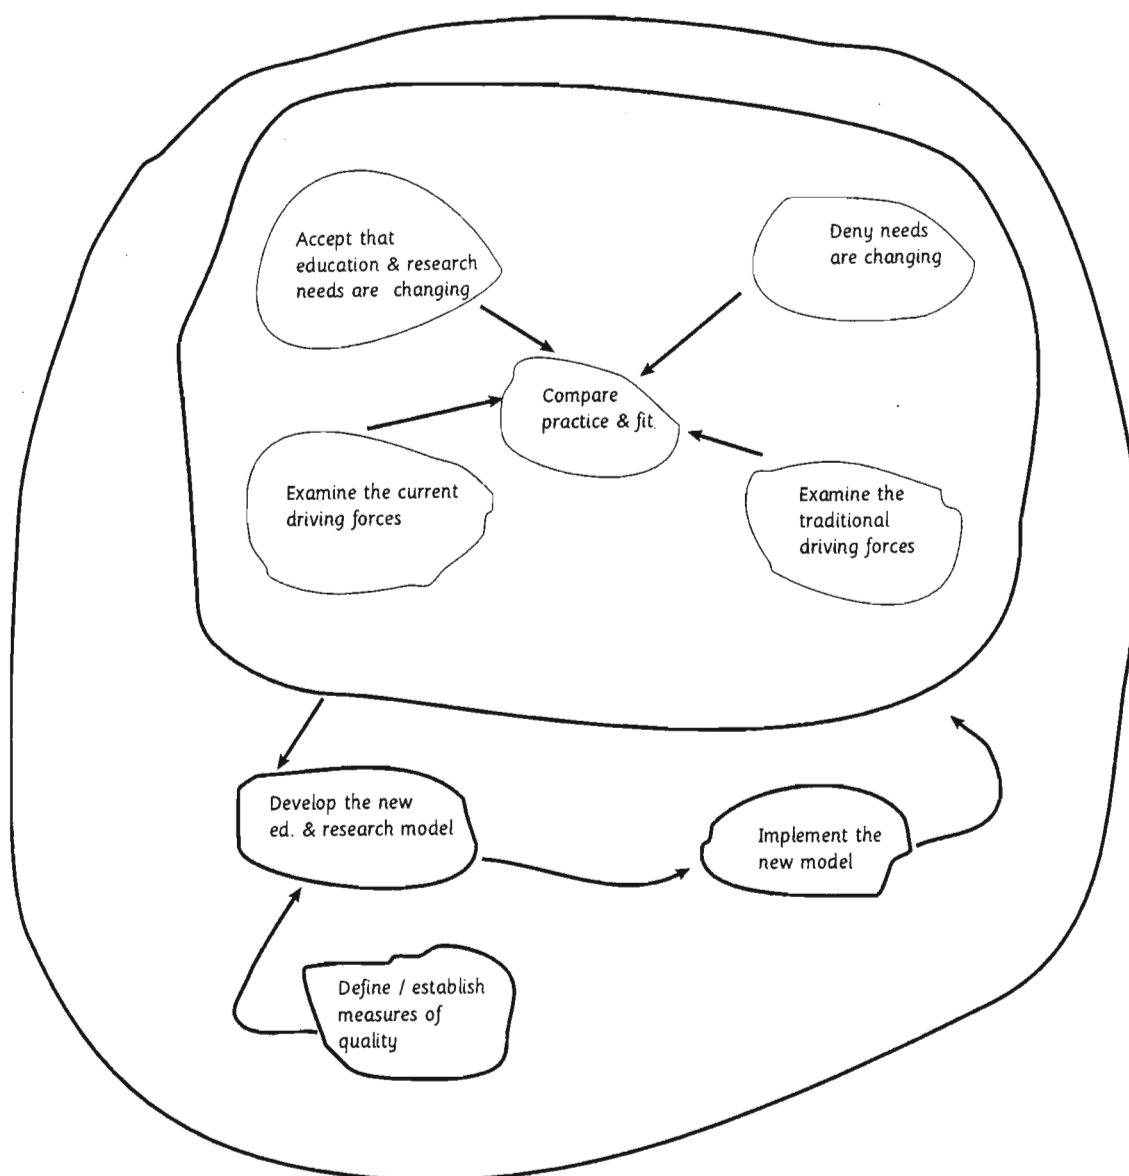 Accept that
education & research
needs are changing
Deny needs
are changing
Compare
practice & fit.
Examine the current
driving forces
Examine the
traditional
driving forces
Develop the new
ed. & research model
Implement the
new model
Define / establish
measures of
quality